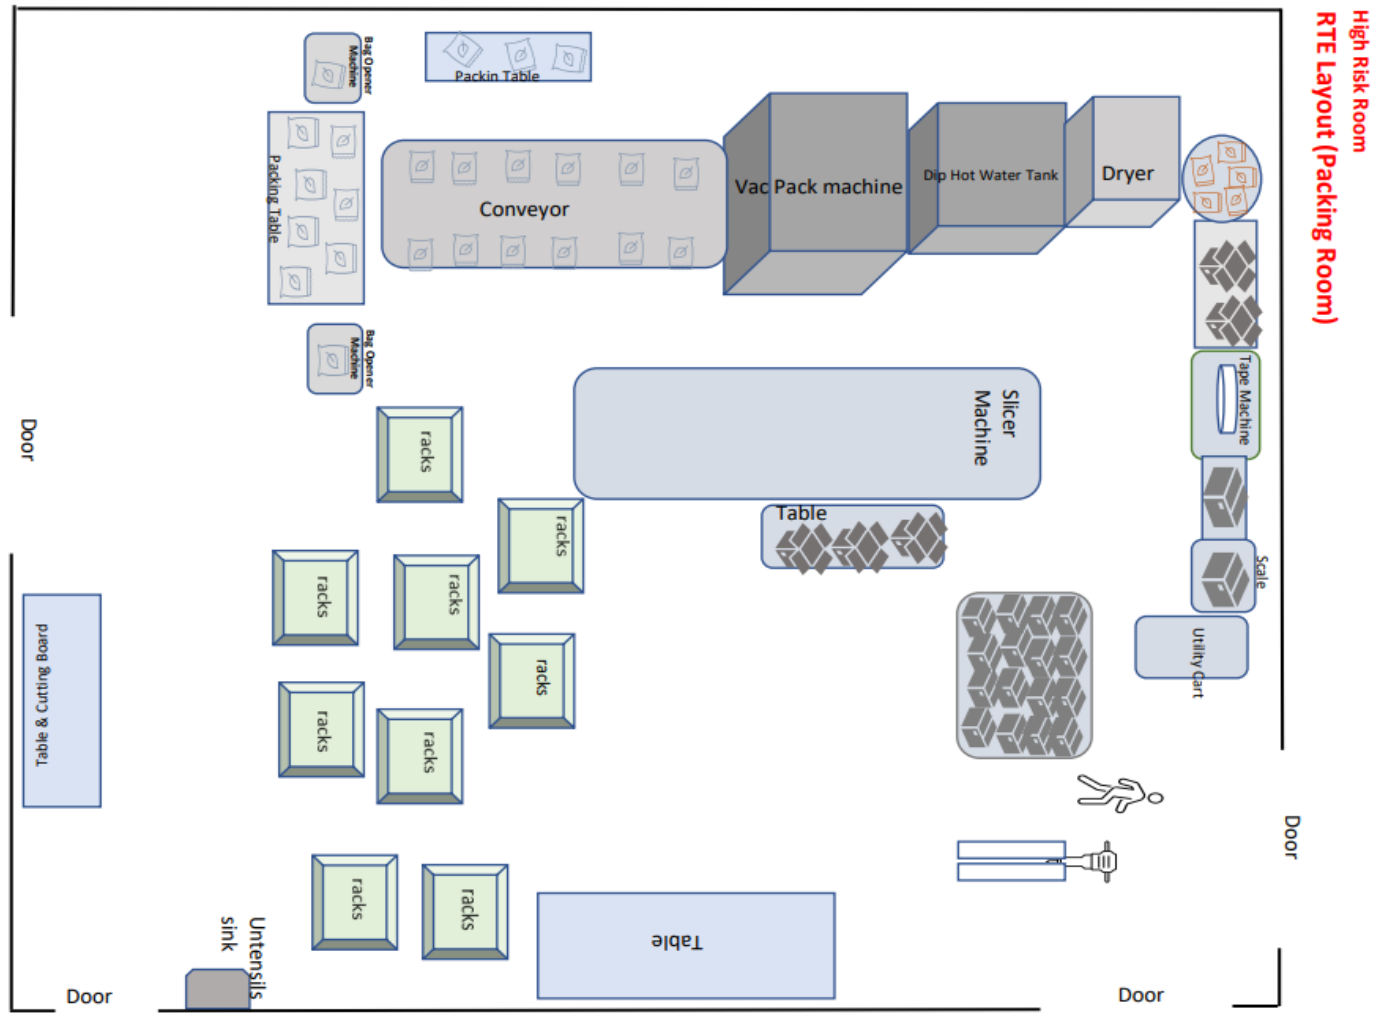 High Risk Room
RTE Layout (Packing Room)
Bag Opener
Machine
Packin Table
Packing Table
Conveyor
Vac Pack machine
Dip Hot Water Tank
Dryer
Bag Opener
Machine
Tape Machine
Slicer
Machine
Table
Scale
Utility Cart
Door
racks
racks
racks
racks
racks
racks
racks
Table & Cutting Board
racks
racks
Table
Untensils
sink
Door
Door
Door